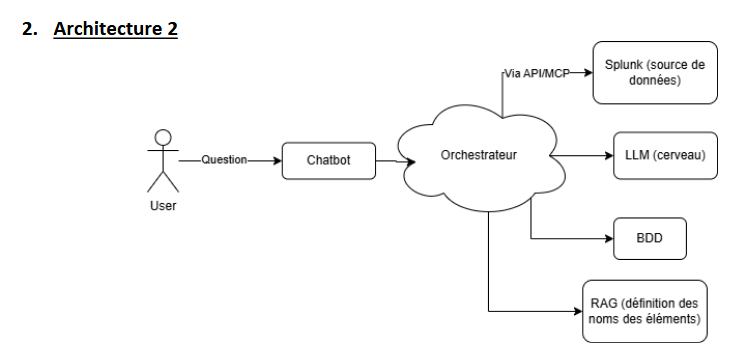 2. Architecture 2
Via API/MCP
Splunk (source de
données)
Question
Chatbot
Orchestrateur
LLM (cerveau)
User
BDD
RAG (définition des
noms des éléments)